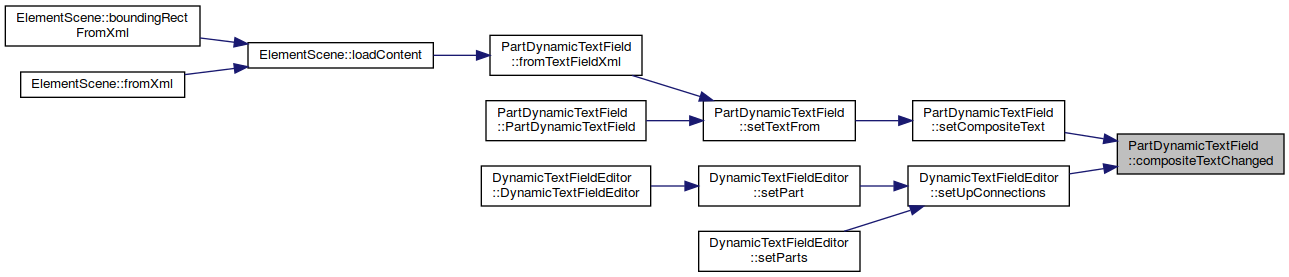 ElementScene::boundingRect
FromXml
ElementScene::fromXml
ElementScene::loadContent
PartDynamicTextField
::fromTextFieldXml
PartDynamicTextField
::PartDynamicTextField
DynamicTextFieldEditor
::DynamicTextFieldEditor
PartDynamicTextField
::setTextFrom
DynamicTextFieldEditor
::setPart
DynamicTextFieldEditor
::setParts
PartDynamicTextField
::setCompositeText
DynamicTextFieldEditor
::setUpConnections
PartDynamicTextField
::compositeTextChanged